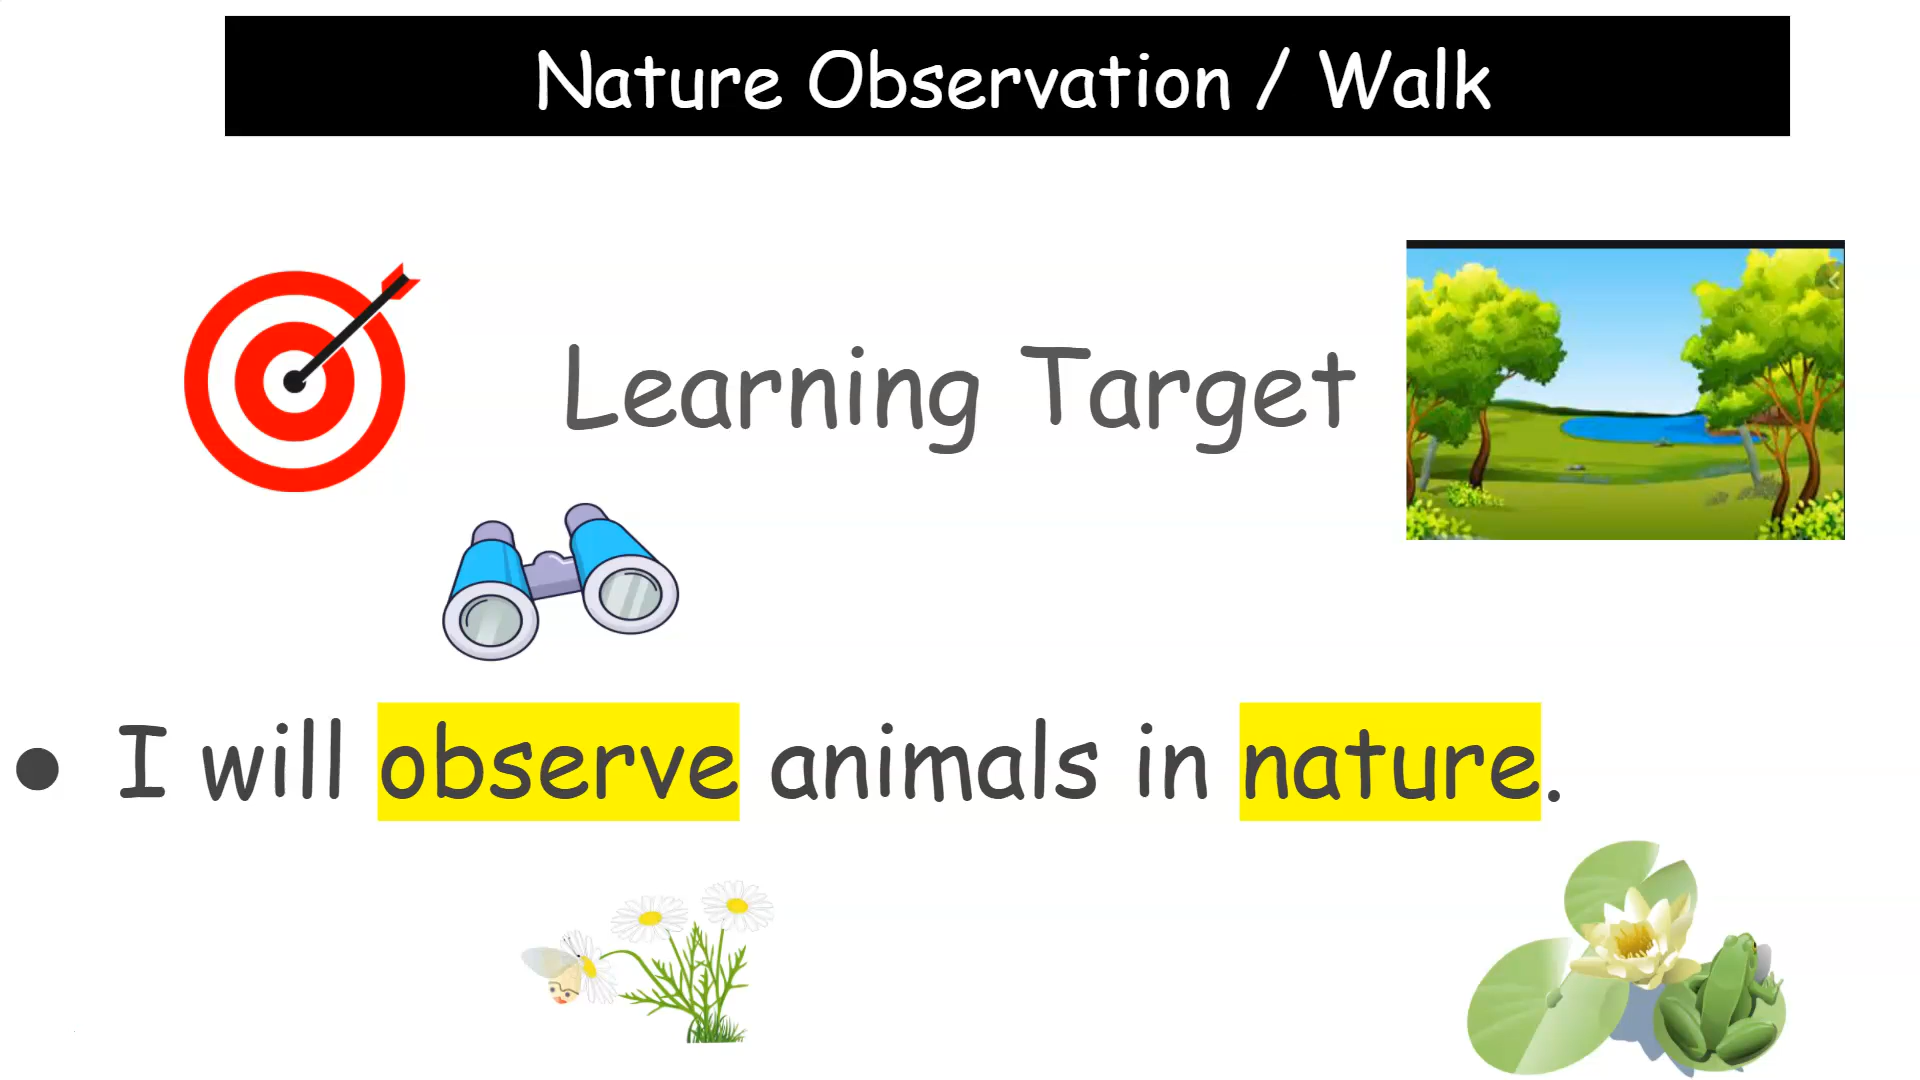 Nature Observation / Walk
Learning Target
● I will observe animals in nature.